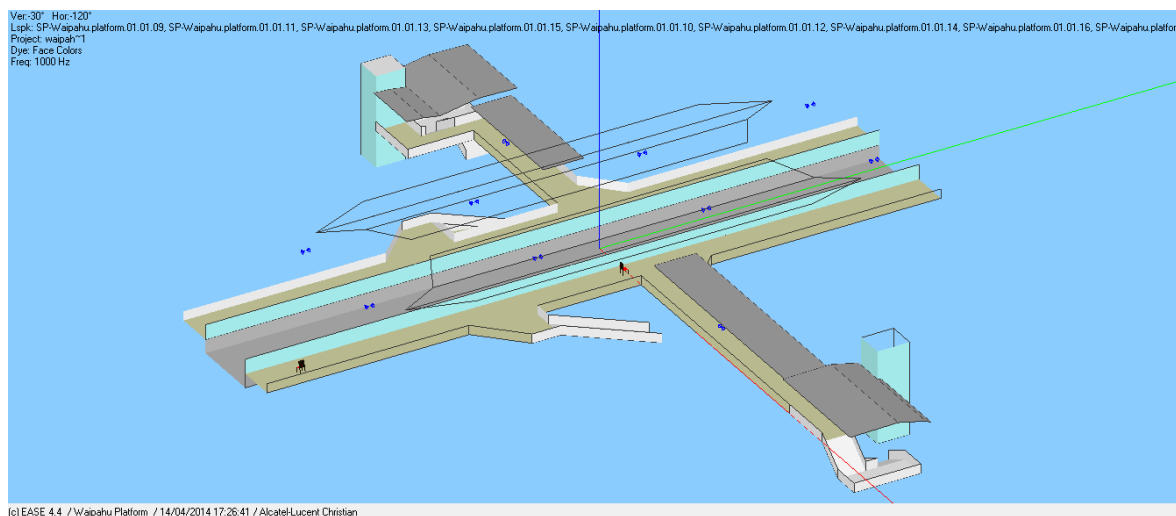 Ver:-30° Hor:-120°
Lspk: SP-Waipahu.platform.01.01.09, SP-Waipahu.platform.01.01.11, SP-Waipahu.platform.01.01.13, SP-Waipahu.platform.01.01.15, SP-Waipahu.platform.01.01.10, SP-Waipahu.platform.01.01.12, SP-Waipahu.platform.01.01.14, SP-Waipahu.platform.01.01.16, SP-Waipahu.platform
Project: waipah~1
Dye: Face Colors
Freq: 1000 Hz
(c) EASE 4.4 / Waipahu Platform / 14/04/2014 17:26:41 / Alcatel-Lucent Christian